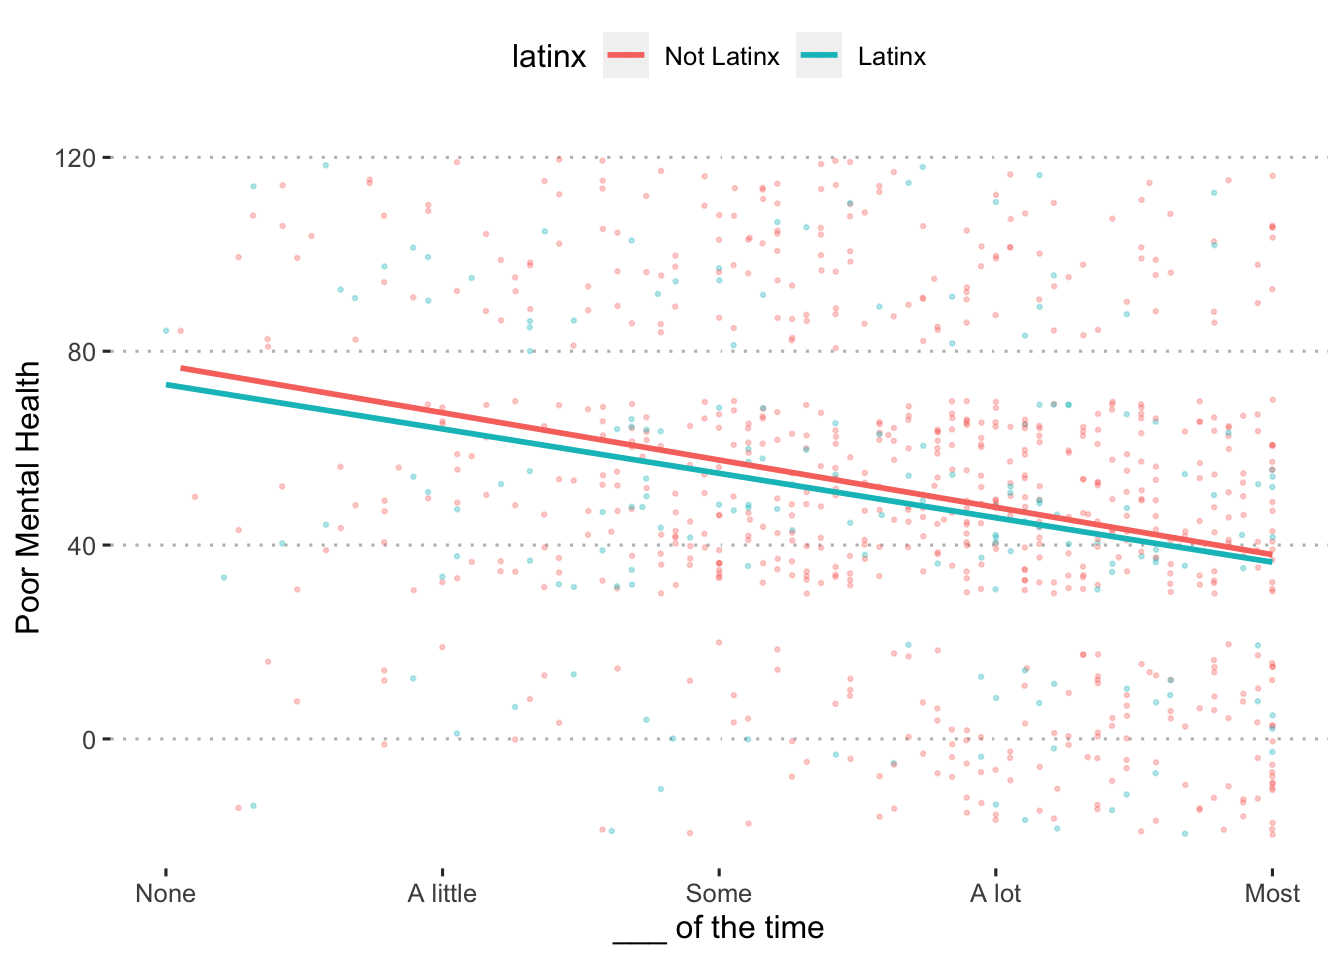 latinx Not Latinx Latinx
120
80
40
0
Poor Mental Health
None A little Some A lot Most
___ of the time